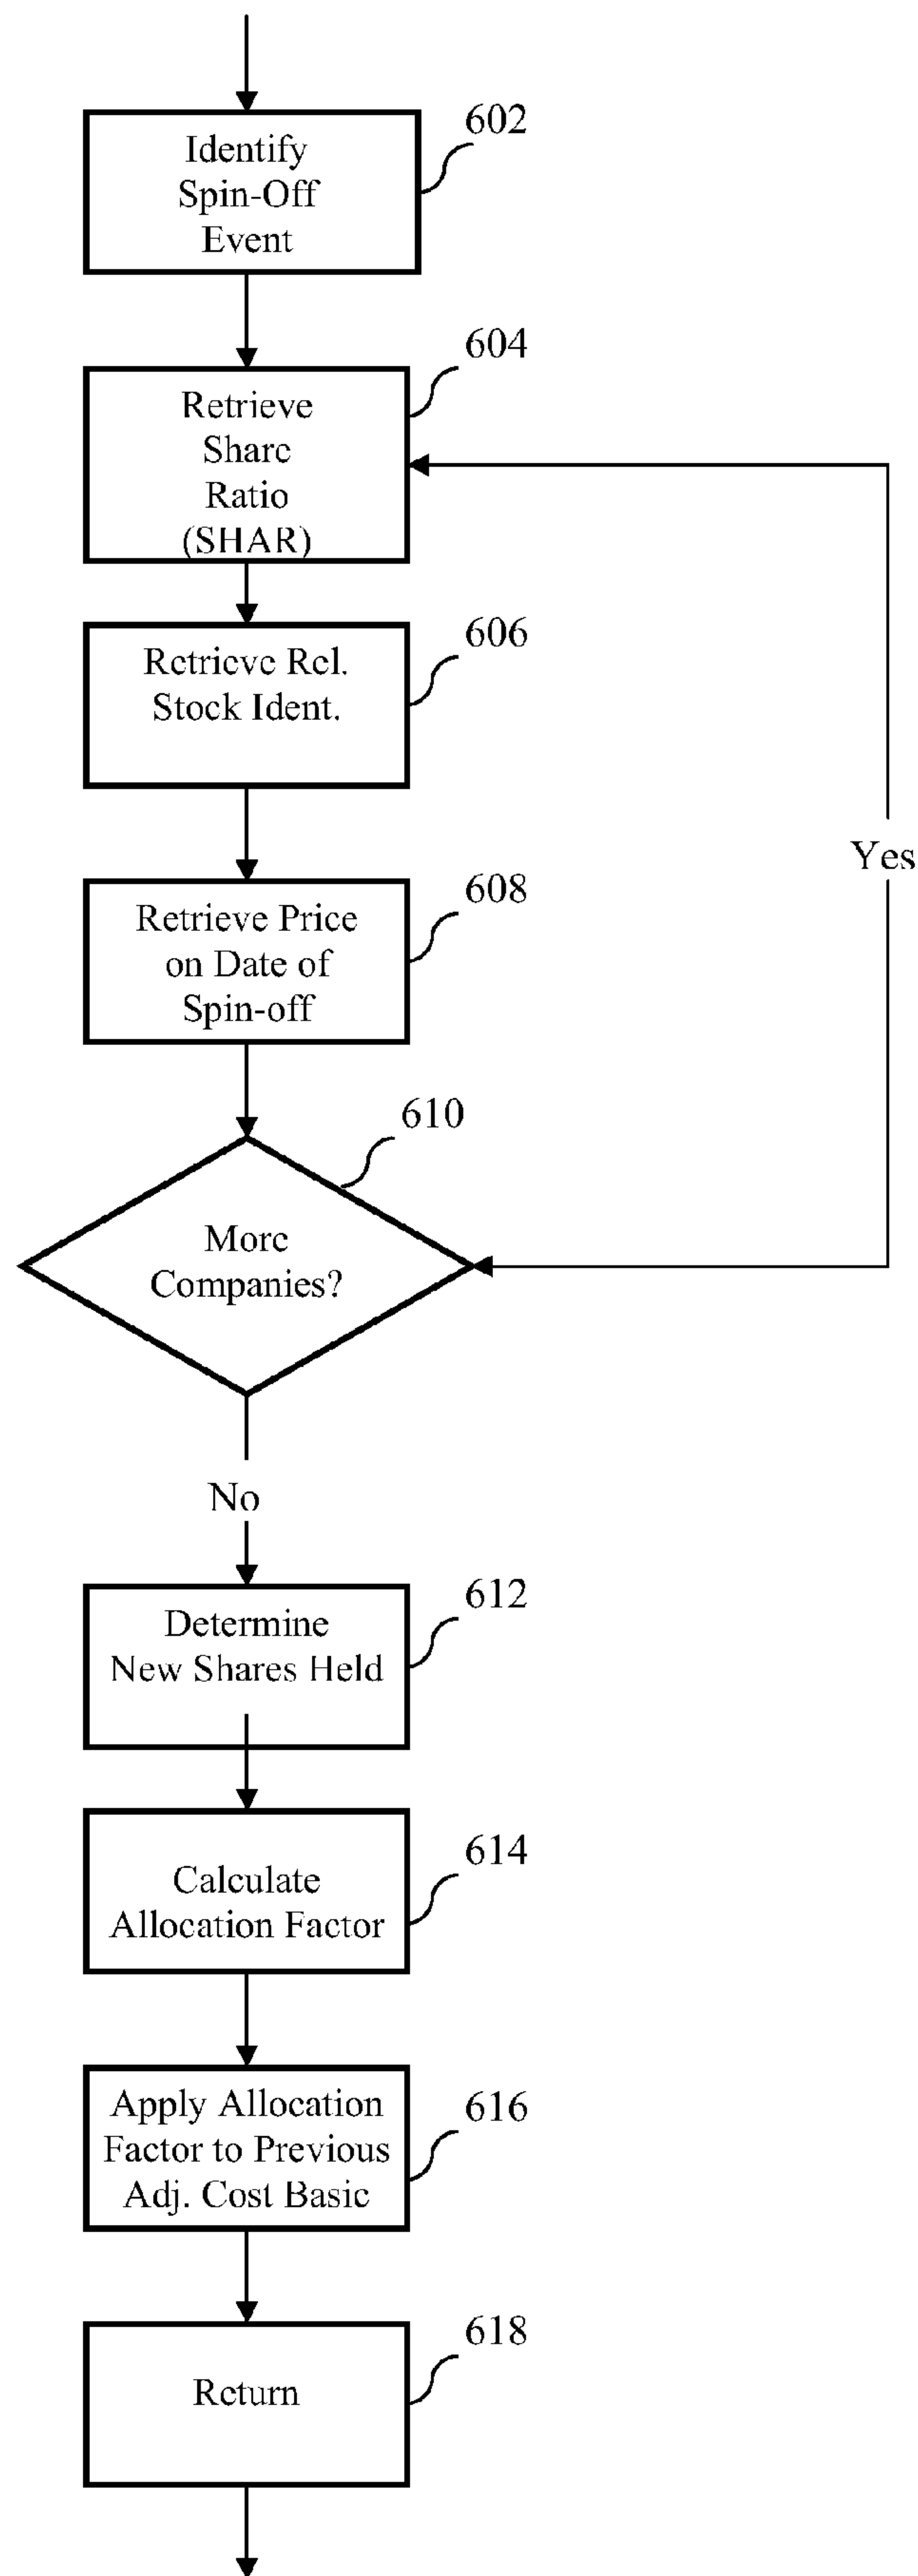 602
Identify
Spin-Off
Event
604
Retrieve
Share
Ratio
(SHAR)
606
Retrieve Rel.
Stock Ident.
Yes
608
Retrieve Price
on Date of
Spin-off
610
More
Companies?
No
612
Determine
New Shares Held
614
Calculate
Allocation Factor
616
Apply Allocation
Factor to Previous
Adj. Cost Basic
618
Return